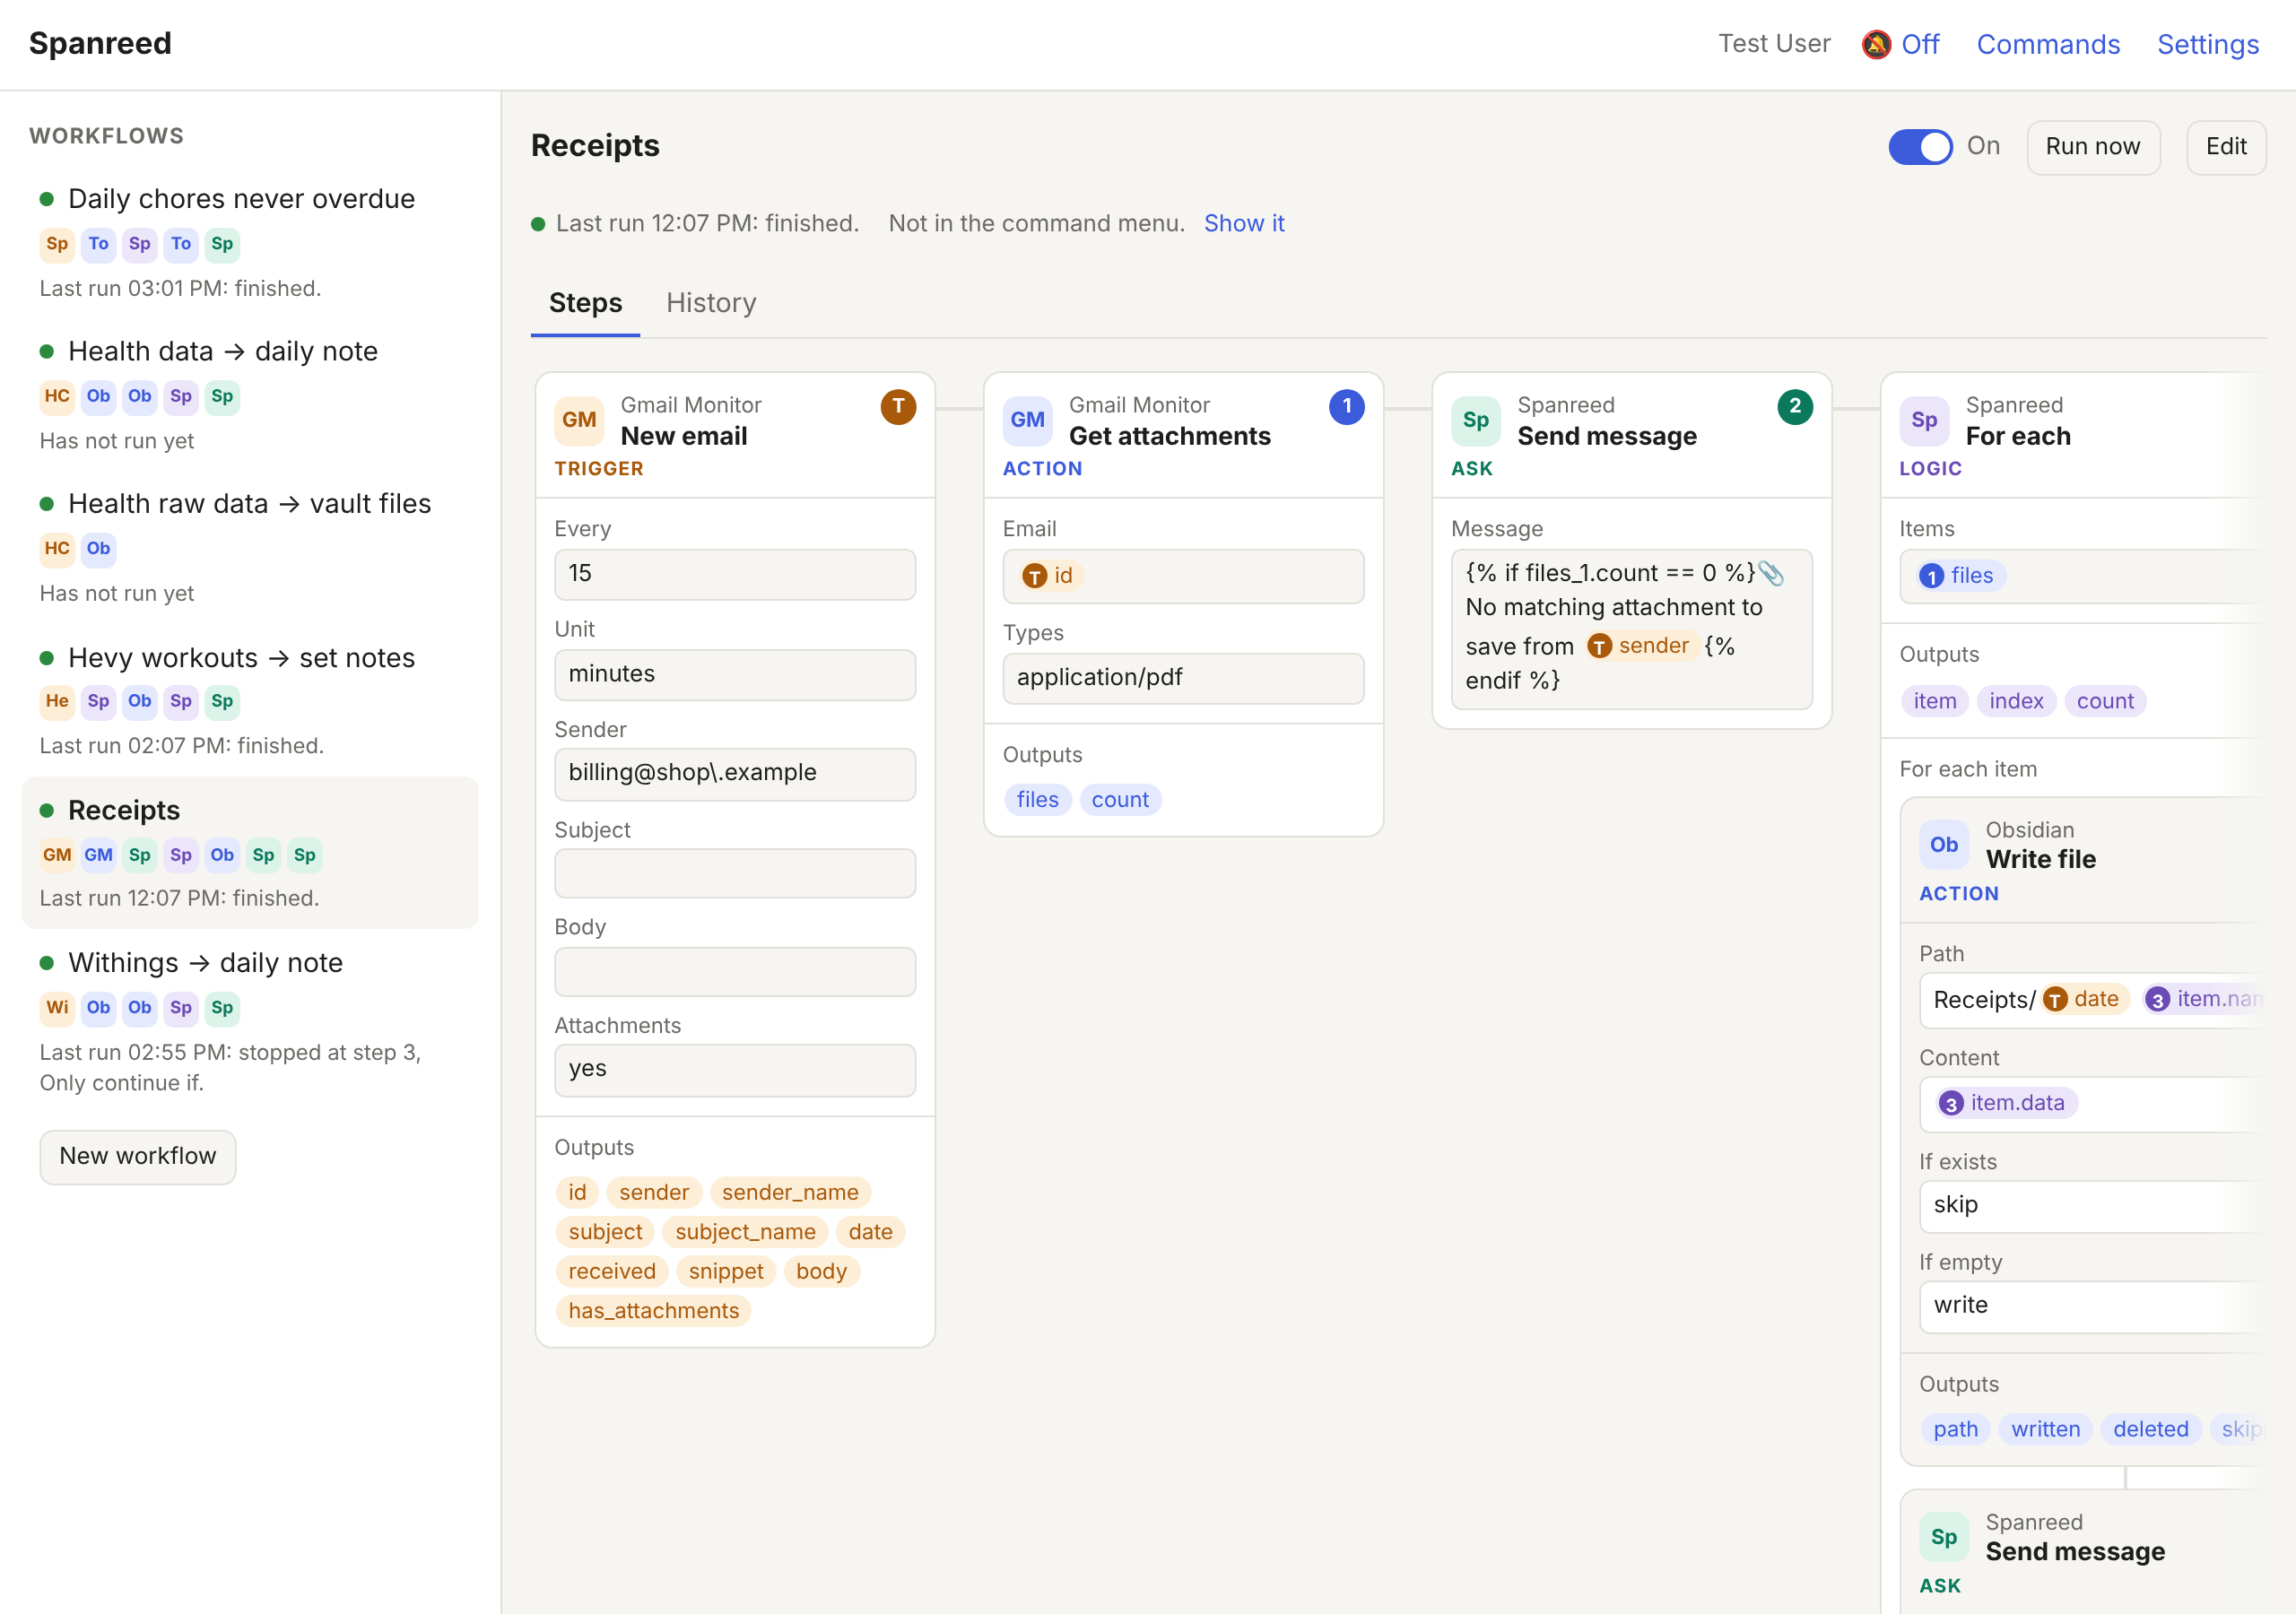 Spanreed
Test User
Off
Commands
Settings
WORKFLOWS
Daily chores never overdue
Sp To Sp To Sp
Last run 03:01 PM: finished.
Health data → daily note
HC Ob Ob Sp Sp
Has not run yet
Health raw data → vault files
HC Ob
Has not run yet
Hevy workouts → set notes
He Sp Ob Sp Sp
Last run 02:07 PM: finished.
Receipts
GM GM Sp Sp Ob Sp Sp
Last run 12:07 PM: finished.
Withings → daily note
Wi Ob Ob Sp Sp
Last run 02:55 PM: stopped at step 3,
Only continue if.
New workflow
Receipts
On
Run now
Edit
Last run 12:07 PM: finished. Not in the command menu. Show it
Steps History
GM
Gmail Monitor
New email
T
TRIGGER
Every
15
Unit
minutes
Sender
billing@shop\.example
Subject
Body
Attachments
yes
Outputs
id sender sender_name
subject subject_name date
received snippet body
has_attachments
GM
Gmail Monitor
Get attachments
1
ACTION
Email
T id
Types
application/pdf
Outputs
files count
Sp
Spanreed
Send message
2
ASK
Message
{% if files_1.count == 0 %}📎
No matching attachment to
save from T sender {%
endif %}
Sp
Spanreed
For each
LOGIC
Items
1 files
Outputs
item index count
For each item
Ob
Obsidian
Write file
ACTION
Path
Receipts/ T date 3 item.nam
Content
3 item.data
If exists
skip
If empty
write
Outputs
path written deleted skip
Sp
Spanreed
Send message
ASK